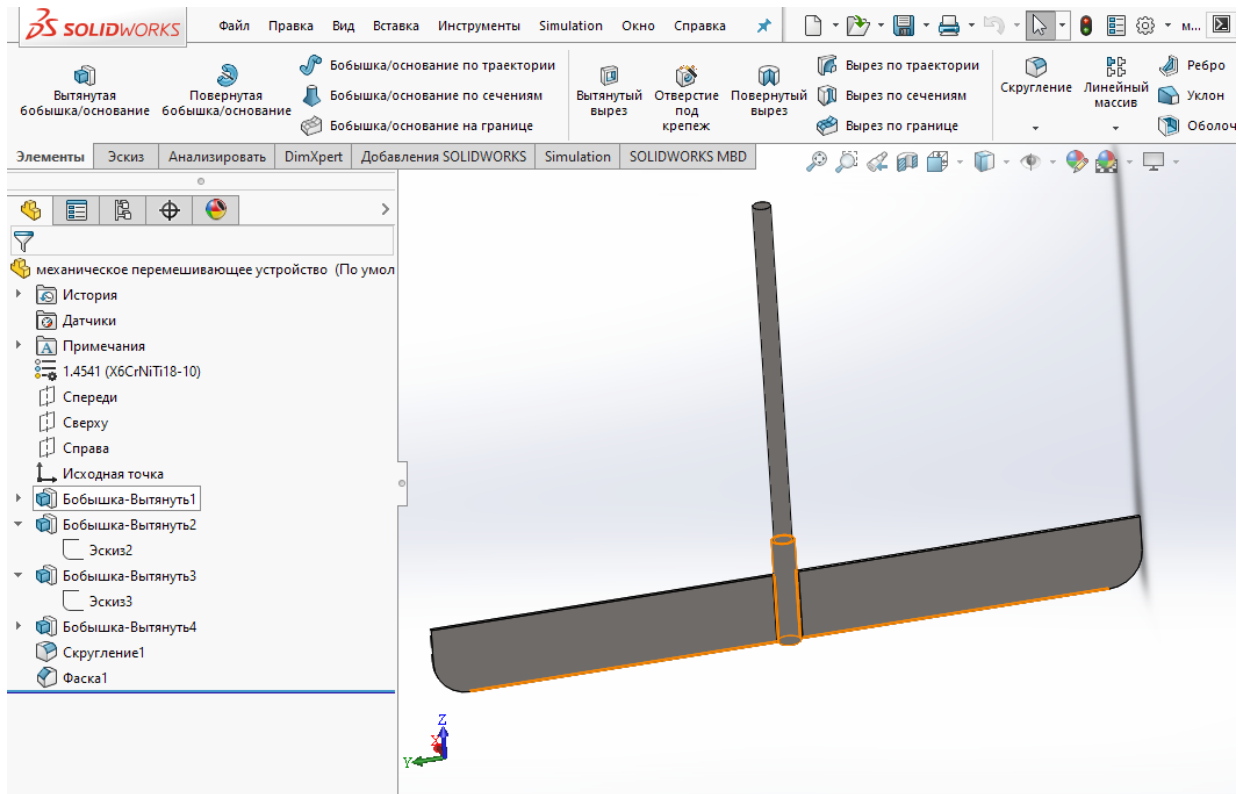 SOLIDWORKS Файл Правка Вид Вставка Инструменты Simulation Окно Справка м...
Вытянутая бобышка/основание
Повернутая бобышка/основание
Бобышка/основание по траектории
Бобышка/основание по сечениям
Бобышка/основание на границе
Вытянутый вырез
Отверстие под крепеж
Повернутый вырез
Вырез по траектории
Вырез по сечениям
Вырез по границе
Скругление
Линейный массив
Ребро
Уклон
Оболоч
Элементы Эскиз Анализировать DimXpert Добавления SOLIDWORKS Simulation SOLIDWORKS MBD
механическое перемешивающее устройство (По умол
История
Датчики
A Примечания
1.4541 (X6CrNiTi18-10)
Спереди
Сверху
Справа
Исходная точка
Бобышка-Вытянуть1
Бобышка-Вытянуть2
Эскиз2
Бобышка-Вытянуть3
Эскиз3
Бобышка-Вытянуть4
Скругление1
Фаска1
Z
X
Y